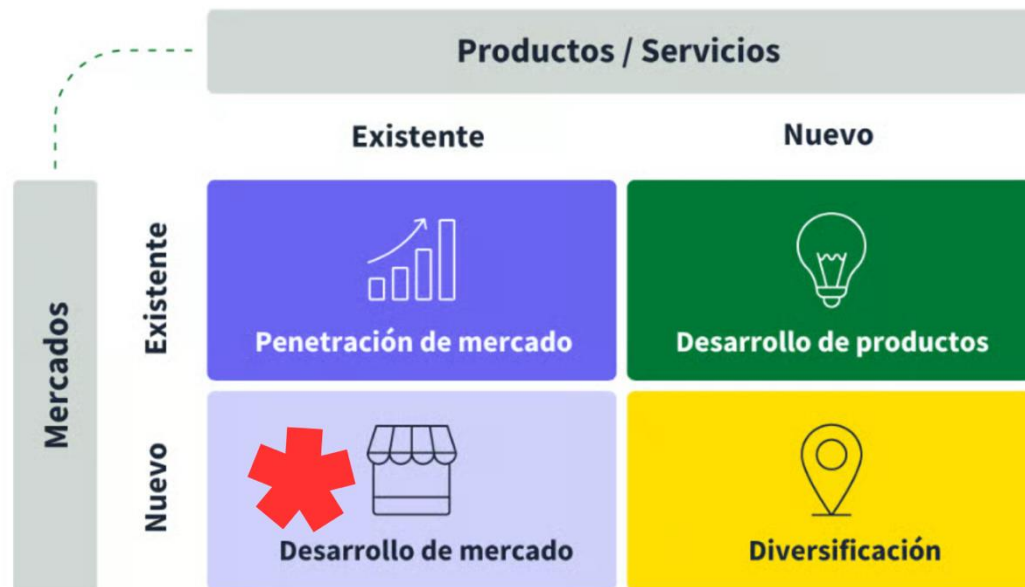 Productos / Servicios
Existente
Nuevo
Mercados
Existente
Penetración de mercado
Desarrollo de productos
Nuevo
Desarrollo de mercado
Diversificación